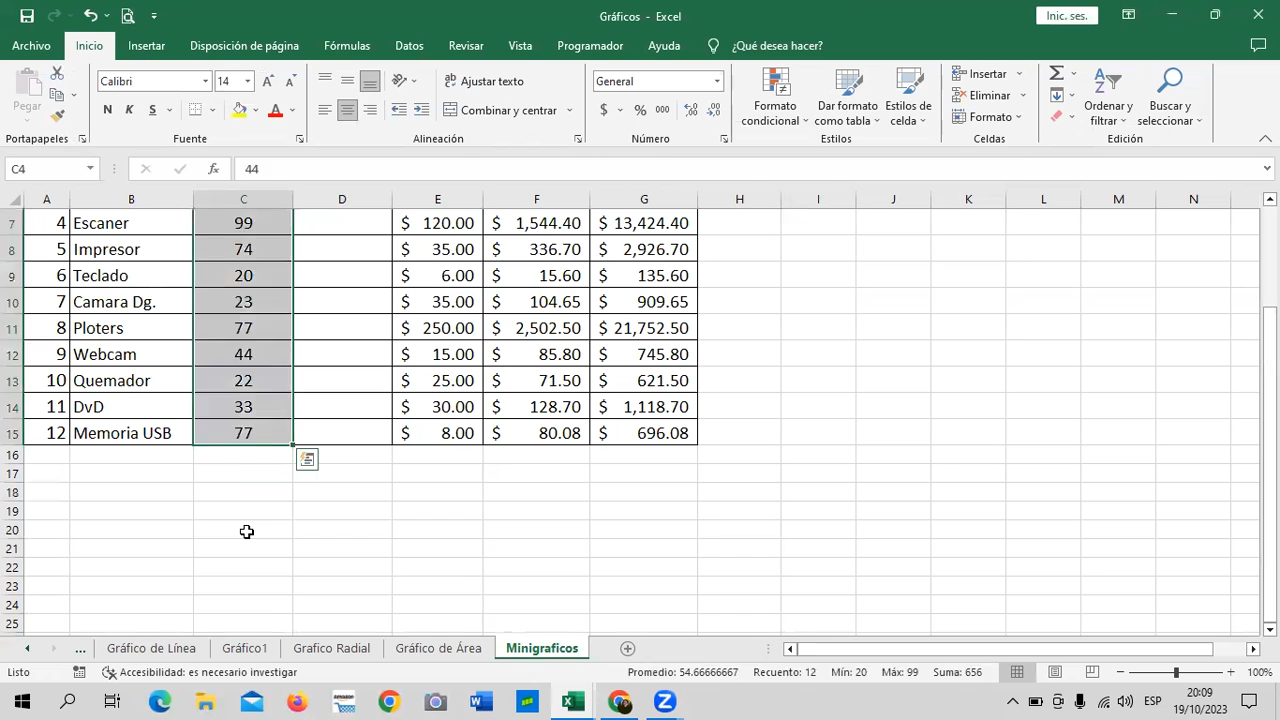 Gráficos - Excel
Inic. ses.
Archivo Inicio Insertar Disposición de página Fórmulas Datos Revisar Vista Programador Ayuda ¿Qué desea hacer?
Pegar
Calibri 14
N K S
Ajustar texto
Combinar y centrar
General
$ % 000
Formato condicional
Dar formato como tabla
Estilos de celda
Insertar
Eliminar
Formato
Ordenar y filtrar
Buscar y seleccionar
Portapapeles Fuente Alineación Número Estilos Celdas Edición
C4 fx 44
A B C D E F G H I J K L M N
7 4 Escaner 99 $ 120.00 $ 1,544.40 $ 13,424.40
8 5 Impresor 74 $ 35.00 $ 336.70 $ 2,926.70
9 6 Teclado 20 $ 6.00 $ 15.60 $ 135.60
10 7 Camara Dg. 23 $ 35.00 $ 104.65 $ 909.65
11 8 Ploters 77 $ 250.00 $ 2,502.50 $ 21,752.50
12 9 Webcam 44 $ 15.00 $ 85.80 $ 745.80
13 10 Quemador 22 $ 25.00 $ 71.50 $ 621.50
14 11 DvD 33 $ 30.00 $ 128.70 $ 1,118.70
15 12 Memoria USB 77 $ 8.00 $ 80.08 $ 696.08
16
17
18
19
20
21
22
23
24
25
... Gráfico de Línea Gráfico1 Grafico Radial Gráfico de Área Minigraficos
Listo Accesibilidad: es necesario investigar Promedio: 54.66666667 Recuento: 12 Mín: 20 Máx: 99 Suma: 656 100%
ESP 20:09
19/10/2023